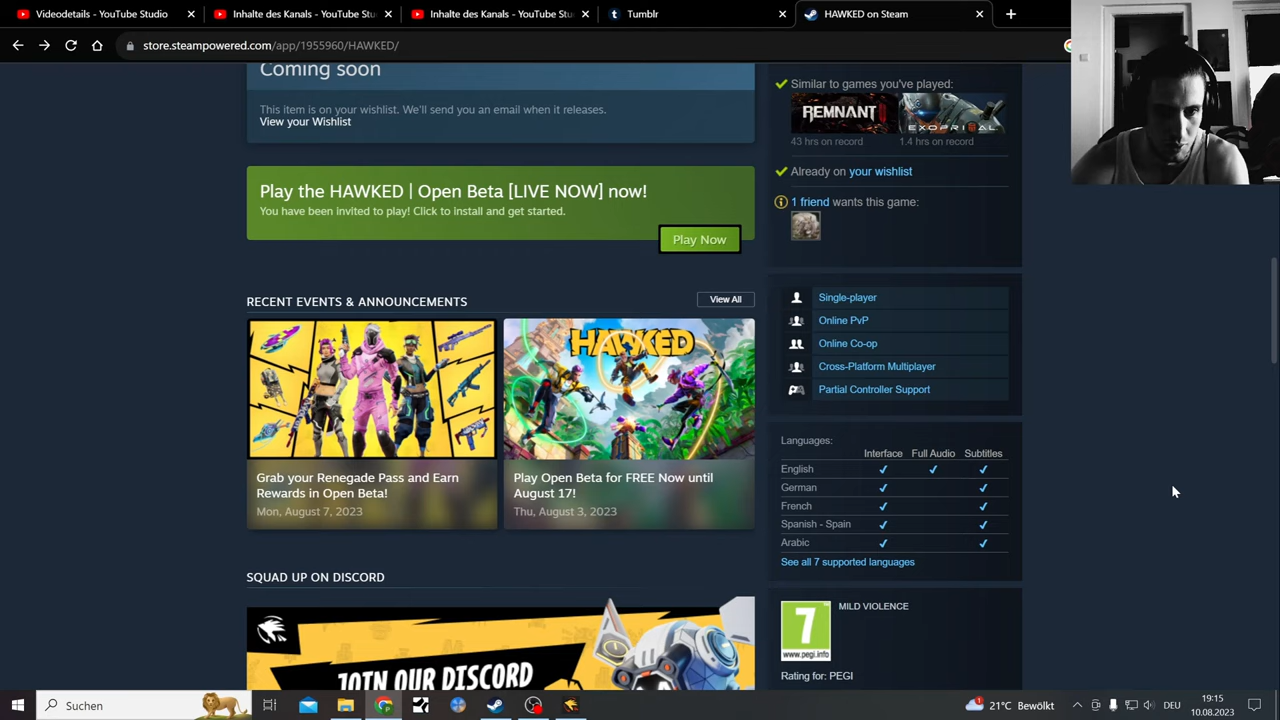 Videodetails - YouTube Studio
Inhalte des Kanals - YouTube Stu
Inhalte des Kanals - YouTube Stu
Tumblr
HAWKED on Steam
store.steampowered.com/app/1955960/HAWKED/
Coming soon
This item is on your wishlist. We'll send you an email when it releases.
View your Wishlist
Play the HAWKED | Open Beta [LIVE NOW] now!
You have been invited to play! Click to install and get started.
Play Now
RECENT EVENTS & ANNOUNCEMENTS
View All
HAWKED
Grab your Renegade Pass and Earn
Rewards in Open Beta!
Mon, August 7, 2023
Play Open Beta for FREE Now until
August 17!
Thu, August 3, 2023
SQUAD UP ON DISCORD
JOIN OUR DISCORD
Similar to games you've played:
REMNANT II
EXOPRIMAL
43 hrs on record
1.4 hrs on record
Already on your wishlist
1 friend wants this game:
Single-player
Online PvP
Online Co-op
Cross-Platform Multiplayer
Partial Controller Support
Languages:
Interface Full Audio Subtitles
English ✔ ✔ ✔
German ✔ ✔
French ✔ ✔
Spanish - Spain ✔ ✔
Arabic ✔ ✔
See all 7 supported languages
7
www.pegi.info
MILD VIOLENCE
Rating for: PEGI
Suchen
21°C Bewölkt
DEU
19:15
10.08.2023